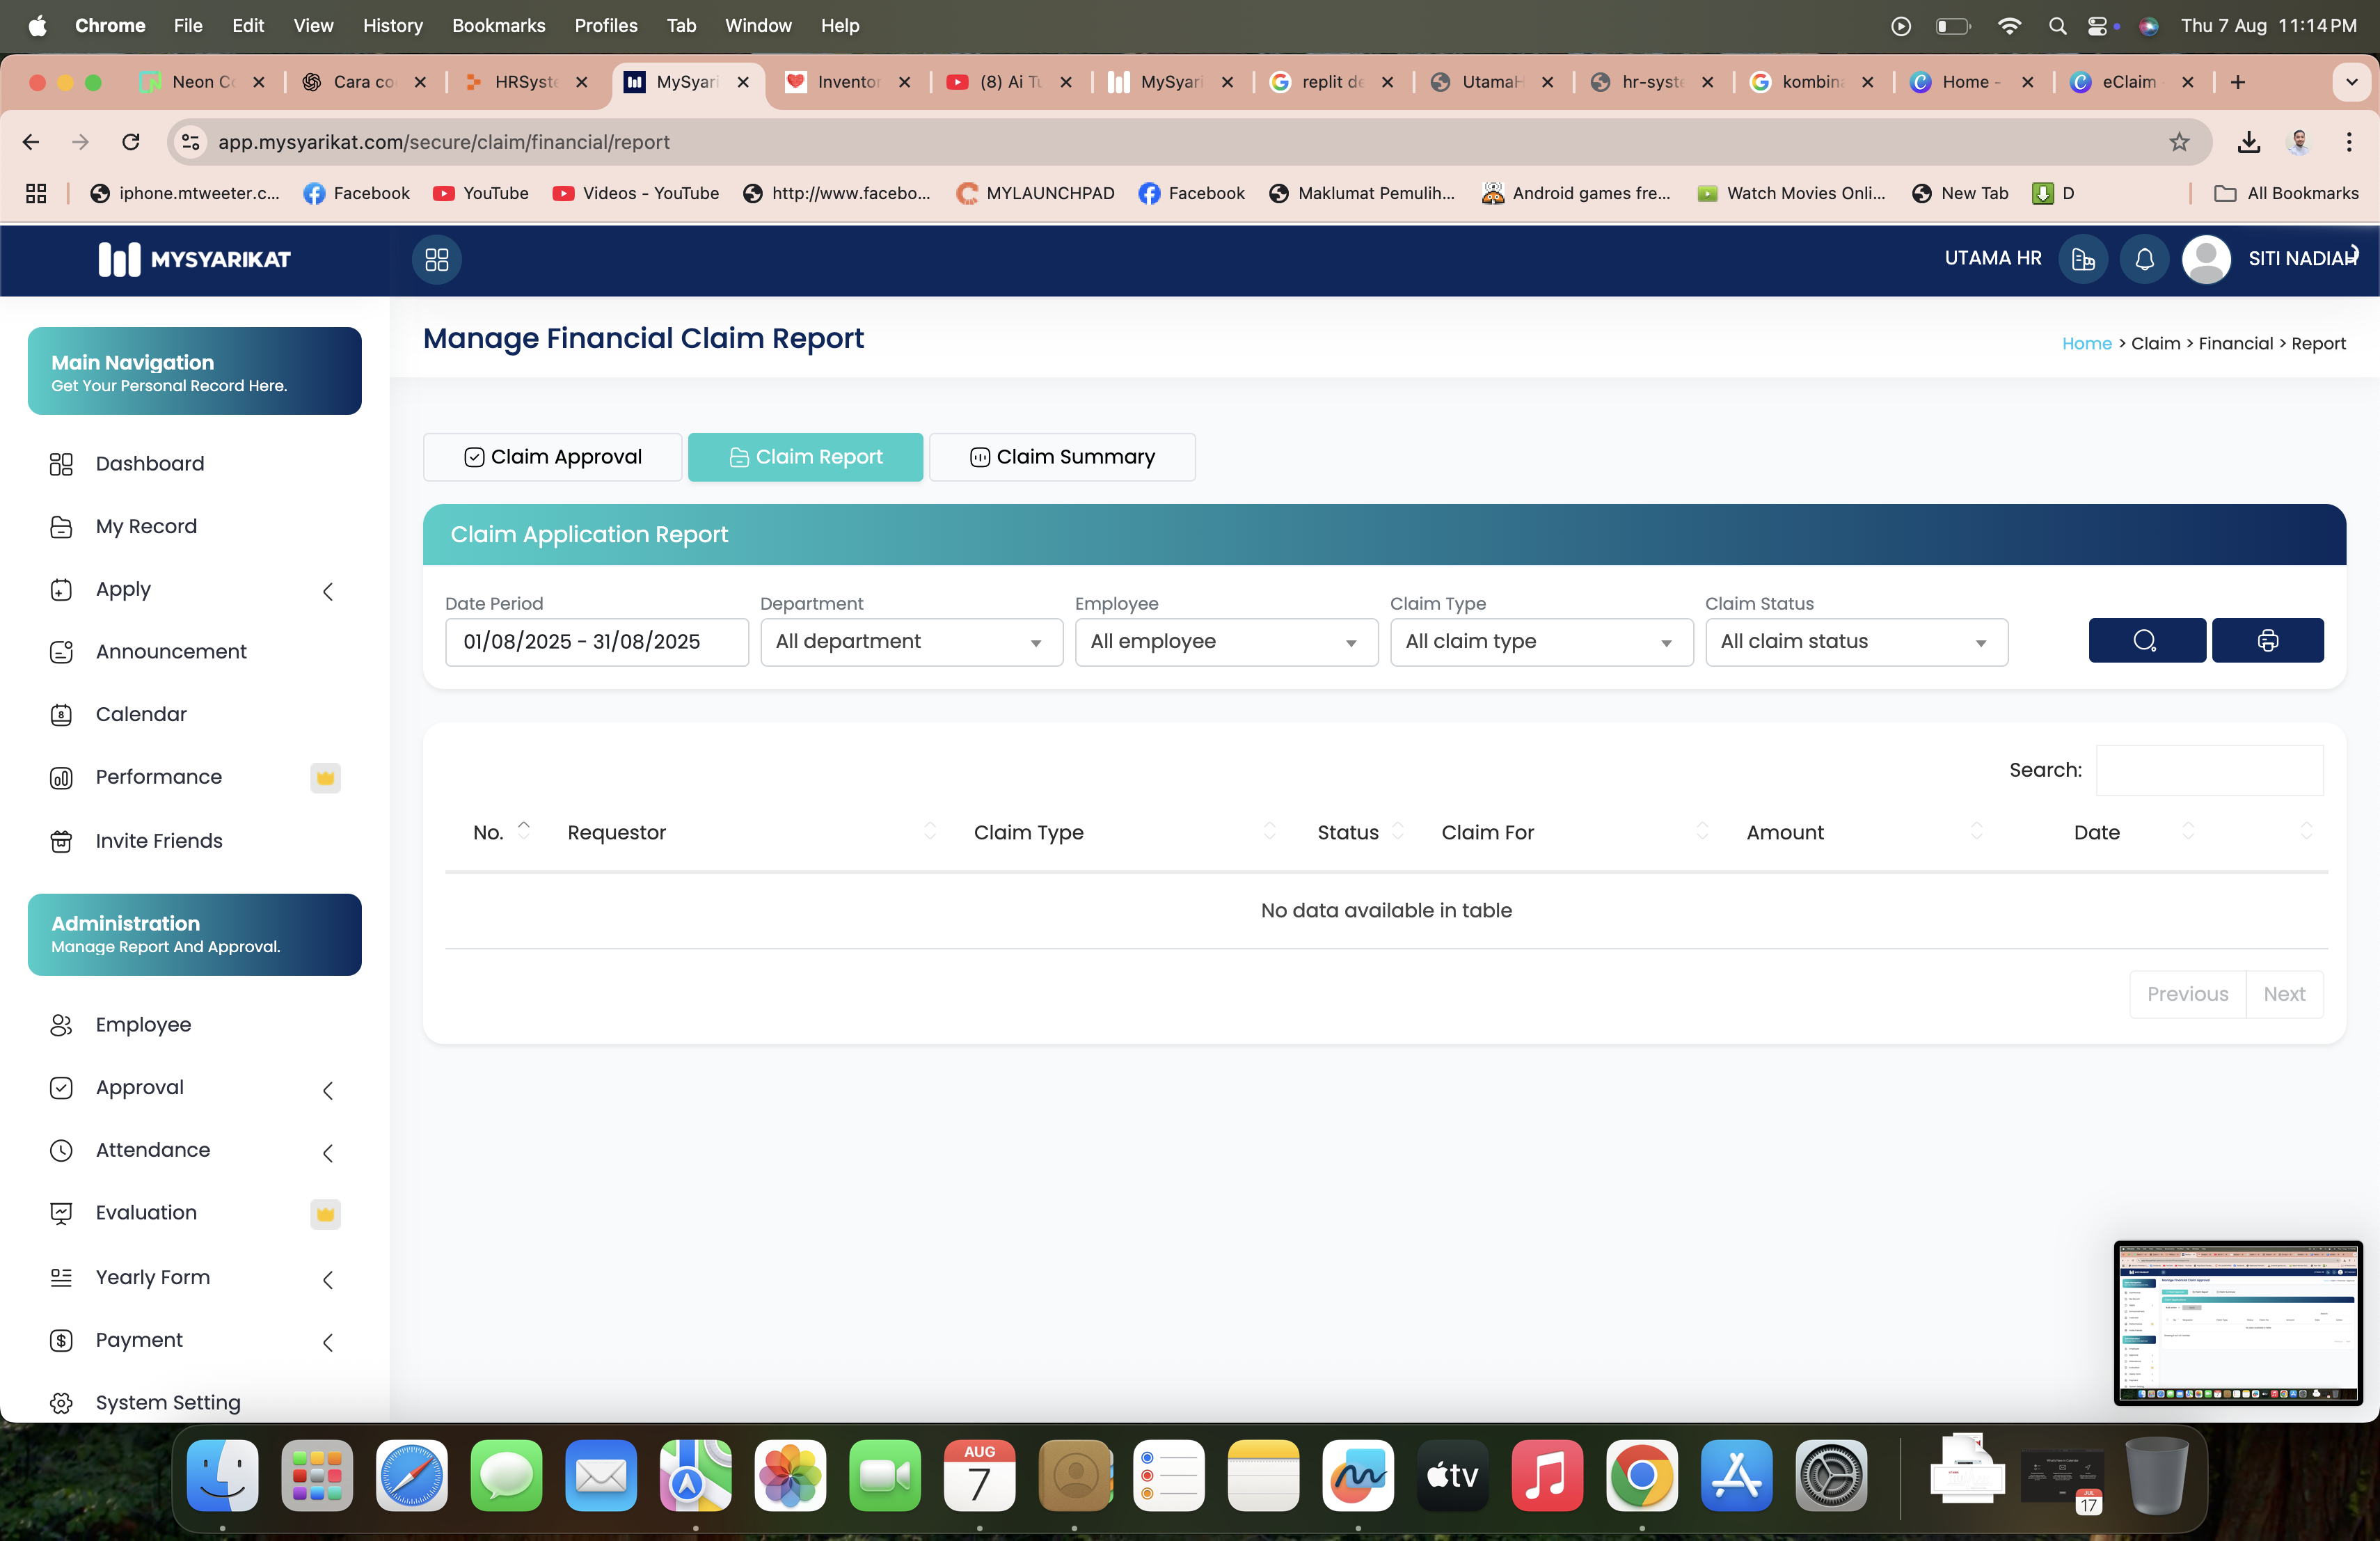 Chrome File Edit View History Bookmarks Profiles Tab Window Help Thu 7 Aug 11:14 PM
Neon Co Cara co HRSyste MySyari Inventor (8) Ai Tu MySyari replit de UtamaH hr-syste kombina Home - eClaim
app.mysyarikat.com/secure/claim/financial/report
iphone.mtweeter.c... Facebook YouTube Videos - YouTube http://www.facebo... MYLAUNCHPAD Facebook Maklumat Pemulih... Android games fre... Watch Movies Onli... New Tab D All Bookmarks
MYSYARIKAT UTAMA HR SITI NADIAH
Manage Financial Claim Report
Home > Claim > Financial > Report
Main Navigation
Get Your Personal Record Here.
Dashboard
My Record
Apply
Announcement
Calendar
8
Performance
Invite Friends
Administration
Manage Report And Approval.
Employee
Approval
Attendance
Evaluation
Yearly Form
Payment
System Setting
Claim Approval Claim Report Claim Summary
Claim Application Report
Date Period Department Employee Claim Type Claim Status
01/08/2025 - 31/08/2025 All department All employee All claim type All claim status
Search:
No. Requestor Claim Type Status Claim For Amount Date
No data available in table
Previous Next
AUG
7
tv
JUL
17